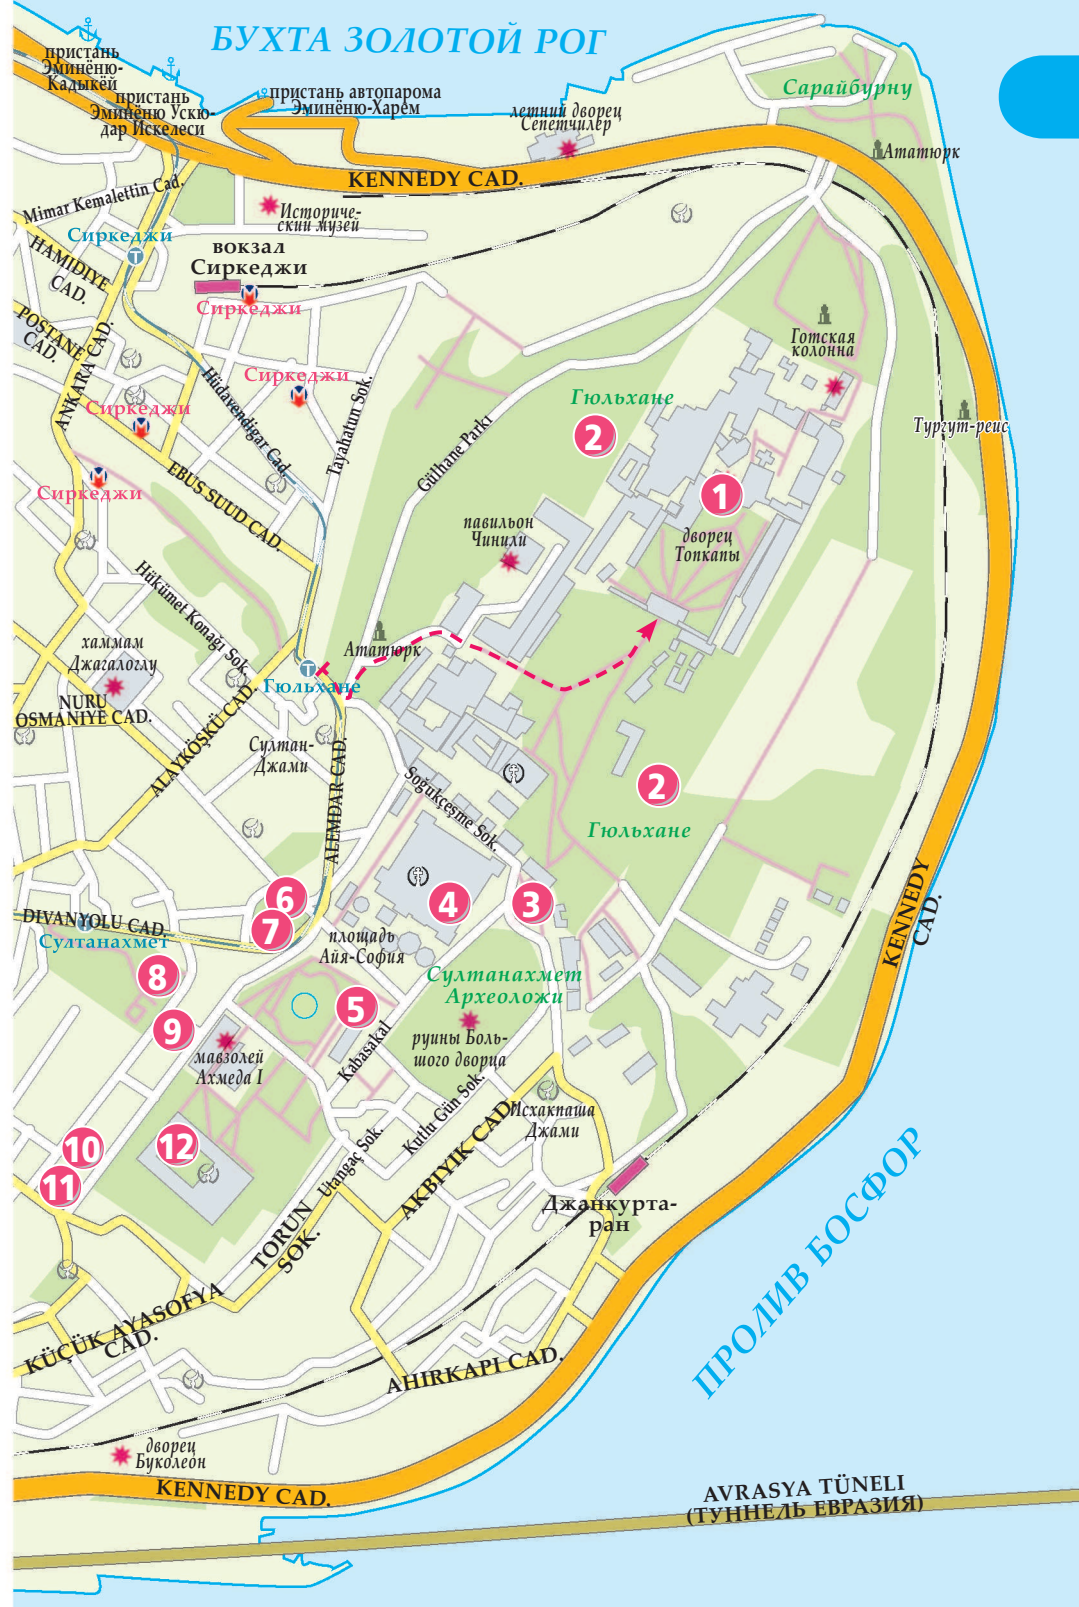 БУХТА ЗОЛОТОЙ РОГ
пристань
Эминёню-
Кадыкёй
пристань
Эминёню Ускю-
дар Искелеси
пристань автопарома
Эминёню-Харем
летний дворец
Сепетчилер
Сарайбурну
Ататюрк
KENNEDY CAD.
Mimar Kemalettin Cad.
Историче-
ский музей
Сиркеджи
T
вокзал
Сиркеджи
HAMIDIYE
CAD.
Сиркеджи
POSTANE
CAD.
ANKARA CAD.
Готская
колонна
Сиркеджи
Hüdavendigar Cad.
Tayahatun Sok.
Гюльхане
2
Сиркеджи
Тургут-реис
Gülhane Parkı
EBUS SUUD CAD.
Сиркеджи
1
дворец
Топкапы
павильон
Чинили
Hükümet Konağı Sok.
хаммам
Джагалоглу
Ататюрк
T
Гюльхане
NURU
OSMANIYE CAD.
ALAYKÖŞKÜ CAD.
Султан-
Джами
ALEMDAR CAD.
Soğukçeşme Sok.
2
Гюльхане
KENNEDY
CAD.
6
7
4
3
DIVANYOLU CAD.
T
Султанахмет
площадь
Айя-София
8
Султанахмет
Археоложи
5
9
руины Боль-
шого дворца
мавзолей
Ахмеда I
Kabasakal
Kutlu Gün Sok.
AKBIYIK CAD.
Исхакпаша
Джами
10
12
11
Utangaç Sok.
TORUN
SOK.
Джанкурта-
ран
ПРОЛИВ БОСФОР
KÜÇÜK AYASOFYA
CAD.
AHIRKAPI CAD.
дворец
Буколеон
KENNEDY CAD.
AVRASYA TÜNELI
(ТУННЕЛЬ ЕВРАЗИЯ)